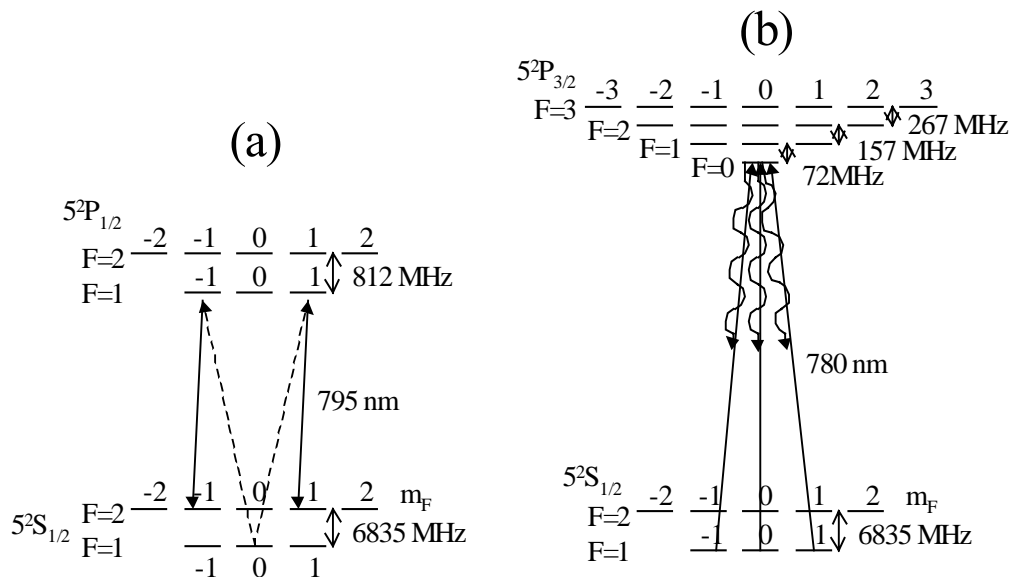 (a)
5²P₁/₂
-2 -1 0 1 2
F=2
812 MHz
-1 0 1
F=1
795 nm
-2 -1 0 1 2 m_F
F=2
5²S₁/₂
6835 MHz
-1 0 1
F=1
-1 0 1
(b)
5²P₃/₂
-3 -2 -1 0 1 2 3
F=3
F=2
267 MHz
F=1
157 MHz
F=0
72MHz
780 nm
5²S₁/₂
-2 -1 0 1 2 m_F
F=2
6835 MHz
-1 0 1
F=1